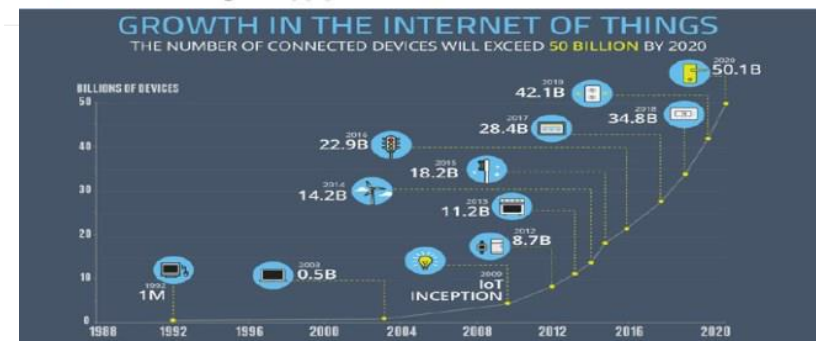 GROWTH IN THE INTERNET OF THINGS
THE NUMBER OF CONNECTED DEVICES WILL EXCEED 50 BILLION BY 2020
BILLIONS OF DEVICES
50
40
30
20
10
0
1988 1992 1996 2000 2004 2008 2012 2016 2020
1992
1M
2003
0.5B
2009
IoT
INCEPTION
2012
8.7B
2013
11.2B
2014
14.2B
2015
18.2B
2016
22.9B
2017
28.4B
2018
34.8B
2019
42.1B
2020
50.1B